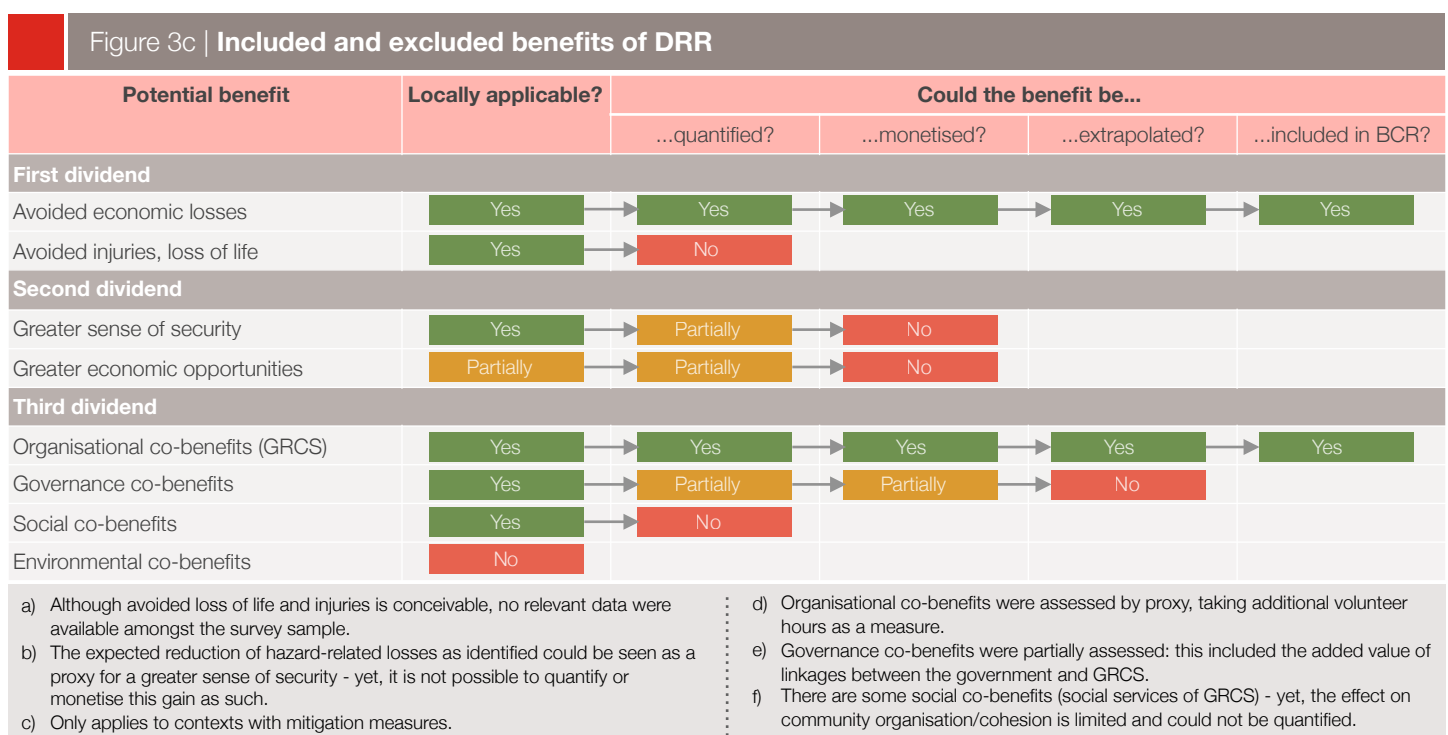 Figure 3c | Included and excluded benefits of DRR
Potential benefit Locally applicable? Could the benefit be...
...quantified? ...monetised? ...extrapolated? ...included in BCR?
First dividend
Avoided economic losses Yes Yes Yes Yes Yes
Avoided injuries, loss of life Yes No
Second dividend
Greater sense of security Yes Partially No
Greater economic opportunities Partially Partially No
Third dividend
Organisational co-benefits (GRCS) Yes Yes Yes Yes Yes
Governance co-benefits Yes Partially Partially No
Social co-benefits Yes No
Environmental co-benefits No
a) Although avoided loss of life and injuries is conceivable, no relevant data were
available amongst the survey sample.
b) The expected reduction of hazard-related losses as identified could be seen as a
proxy for a greater sense of security - yet, it is not possible to quantify or
monetise this gain as such.
c) Only applies to contexts with mitigation measures.
d) Organisational co-benefits were assessed by proxy, taking additional volunteer
hours as a measure.
e) Governance co-benefits were partially assessed: this included the added value of
linkages between the government and GRCS.
f) There are some social co-benefits (social services of GRCS) - yet, the effect on
community organisation/cohesion is limited and could not be quantified.